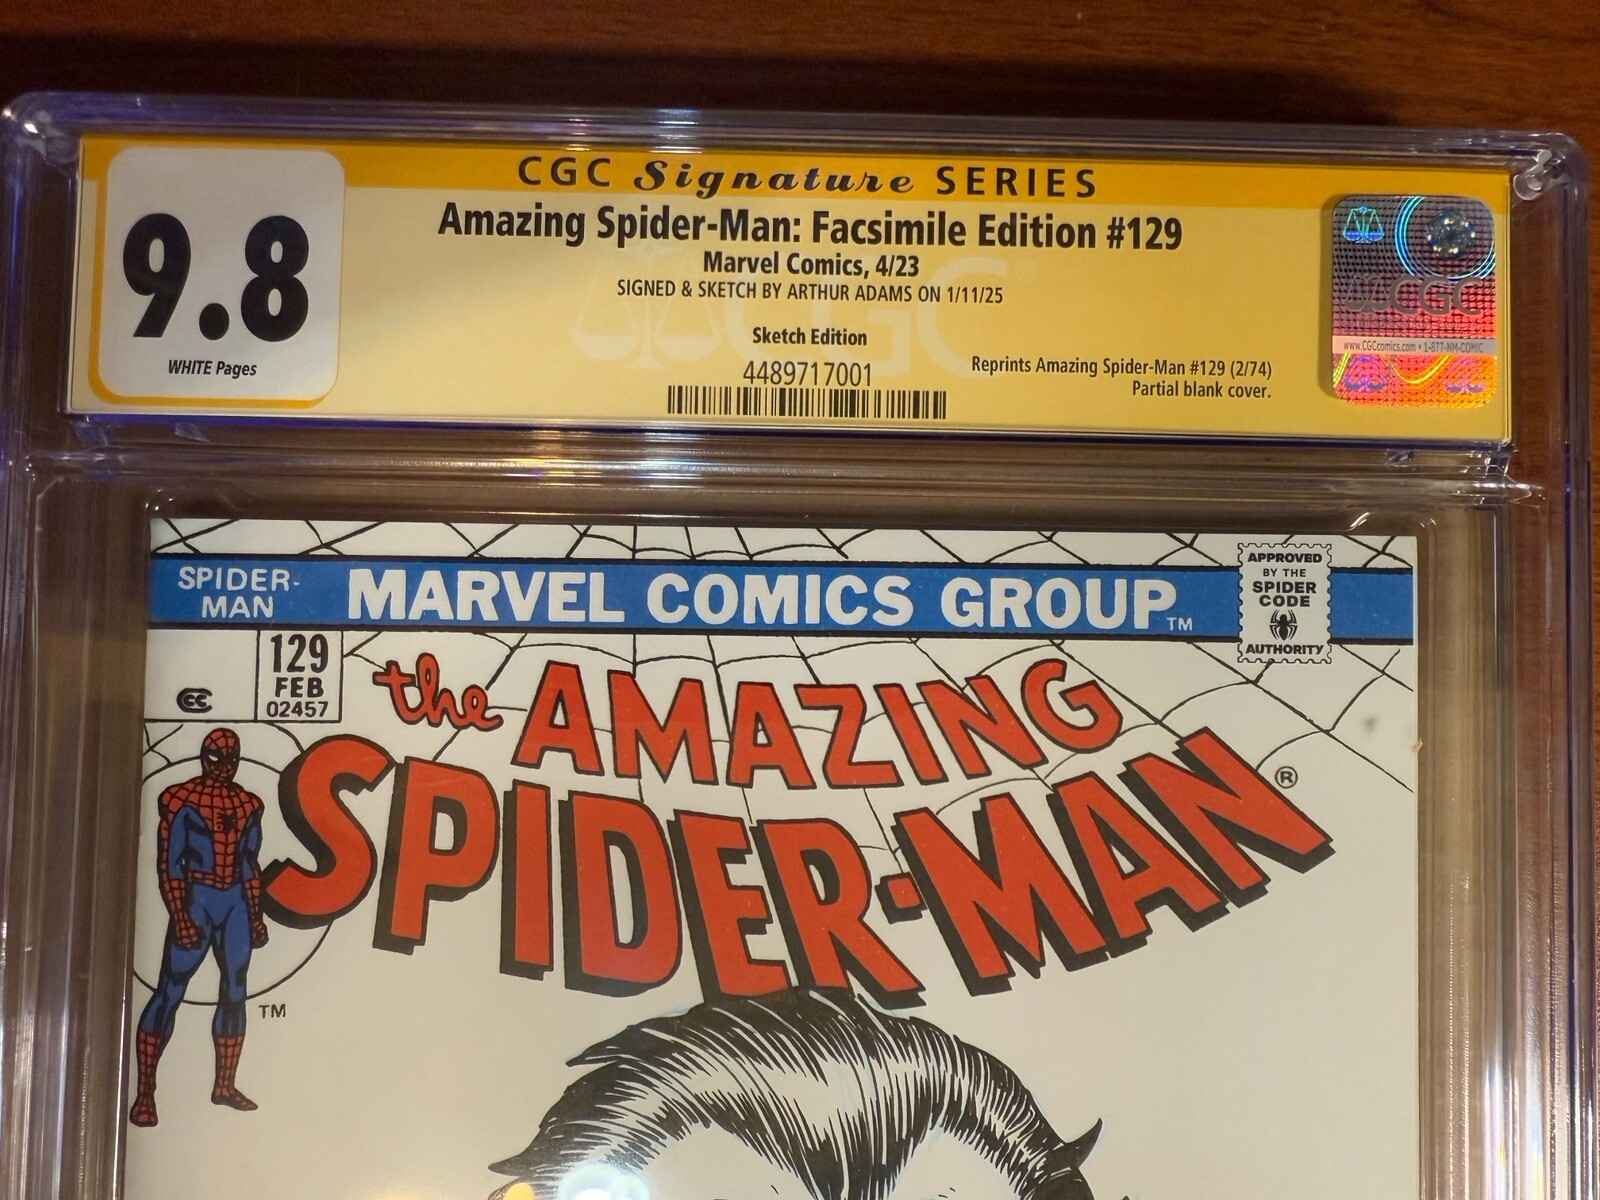 CGC Signature SERIES
Amazing Spider-Man: Facsimile Edition #129
Marvel Comics, 4/23
SIGNED & SKETCH BY ARTHUR ADAMS ON 1/11/25
Sketch Edition
9.8
WHITE Pages
4489717001
Reprints Amazing Spider-Man #129 (2/74)
Partial blank cover.
CGC
www.CGCcomics.com • 1-877-NM-COMIC
SPIDER-
MAN
MARVEL COMICS GROUP TM
APPROVED
BY THE
SPIDER
CODE
AUTHORITY
CC
129
FEB
02457
the AMAZING
SPIDER-MAN ®
TM